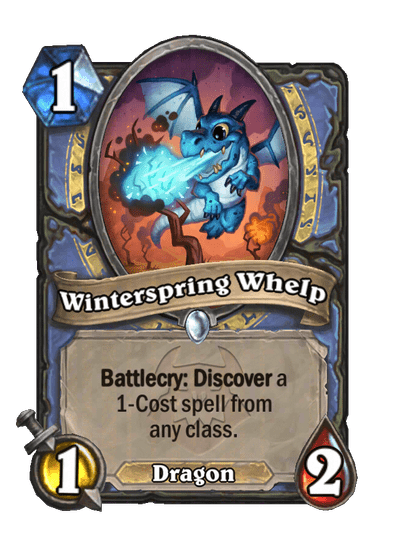 1
Winterspring Whelp
Battlecry: Discover a
1-Cost spell from
any class.
1
Dragon
2